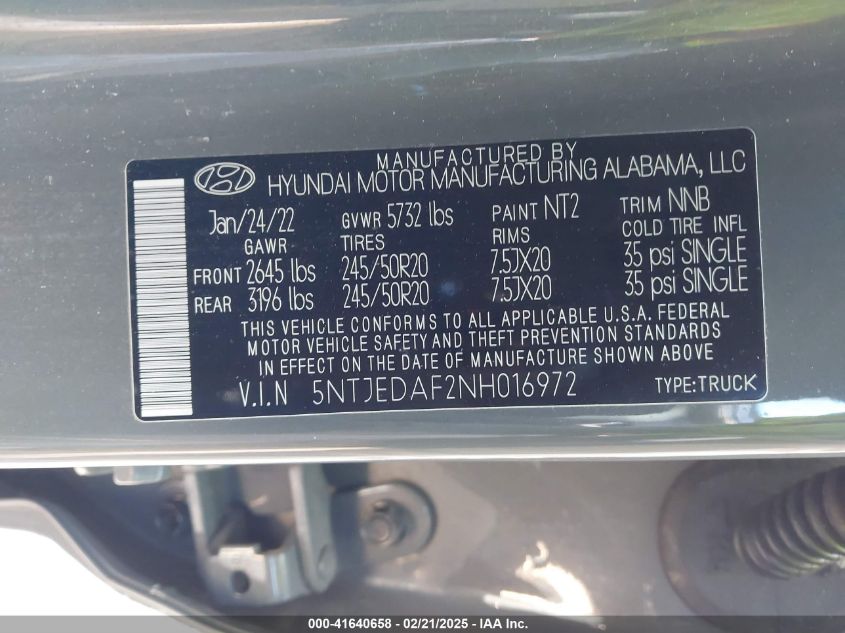 MANUFACTURED BY
HYUNDAI MOTOR MANUFACTURING ALABAMA, LLC
Jan/24/22 GVWR 5732 lbs PAINT NT2 TRIM NNB
GAWR TIRES RIMS COLD TIRE INFL
FRONT 2645 lbs 245/50R20 7.5JX20 35 psi SINGLE
REAR 3196 lbs 245/50R20 7.5JX20 35 psi SINGLE
THIS VEHICLE CONFORMS TO ALL APPLICABLE U.S.A. FEDERAL
MOTOR VEHICLE SAFETY AND THEFT PREVENTION STANDARDS
IN EFFECT ON THE DATE OF MANUFACTURE SHOWN ABOVE.
V.I.N 5NTJEDAF2NH016972 TYPE:TRUCK
000-41640658 - 02/21/2025 - IAA Inc.